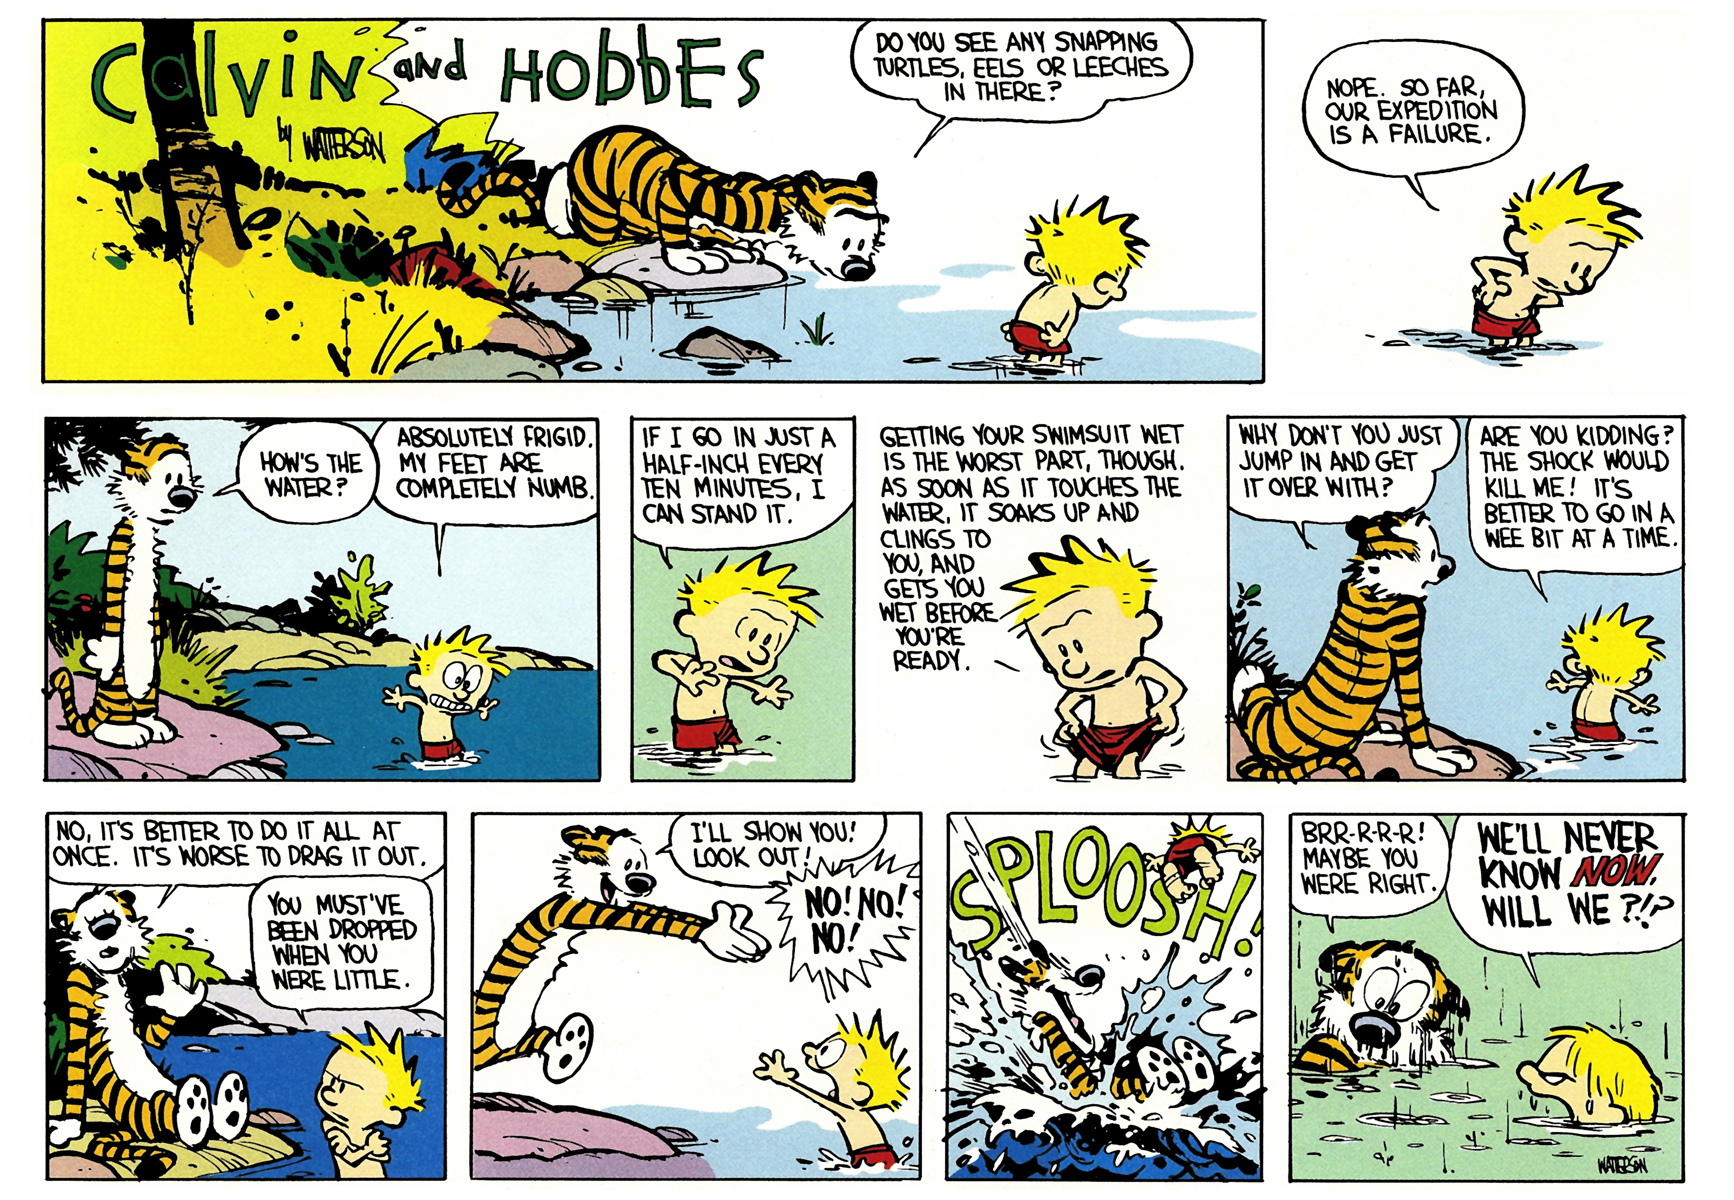 CALVIN AND HOBBES
by WATTERSON
DO YOU SEE ANY SNAPPING
TURTLES, EELS OR LEECHES
IN THERE?
NOPE. SO FAR,
OUR EXPEDITION
IS A FAILURE.
HOW'S THE
WATER?
ABSOLUTELY FRIGID.
MY FEET ARE
COMPLETELY NUMB.
IF I GO IN JUST A
HALF-INCH EVERY
TEN MINUTES, I
CAN STAND IT.
GETTING YOUR SWIMSUIT WET
IS THE WORST PART, THOUGH.
AS SOON AS IT TOUCHES THE
WATER, IT SOAKS UP AND
CLINGS TO
YOU, AND
GETS YOU
WET BEFORE
YOU'RE
READY.
WHY DON'T YOU JUST
JUMP IN AND GET
IT OVER WITH?
ARE YOU KIDDING?
THE SHOCK WOULD
KILL ME! IT'S
BETTER TO GO IN A
WEE BIT AT A TIME.
NO, IT'S BETTER TO DO IT ALL AT
ONCE. IT'S WORSE TO DRAG IT OUT.
YOU MUST'VE
BEEN DROPPED
WHEN YOU
WERE LITTLE.
I'LL SHOW YOU!
LOOK OUT!
NO! NO!
NO!
SPLOOSH!
BRR-R-R-R!
MAYBE YOU
WERE RIGHT.
WE'LL NEVER
KNOW NOW,
WILL WE?!?
WATTERSON